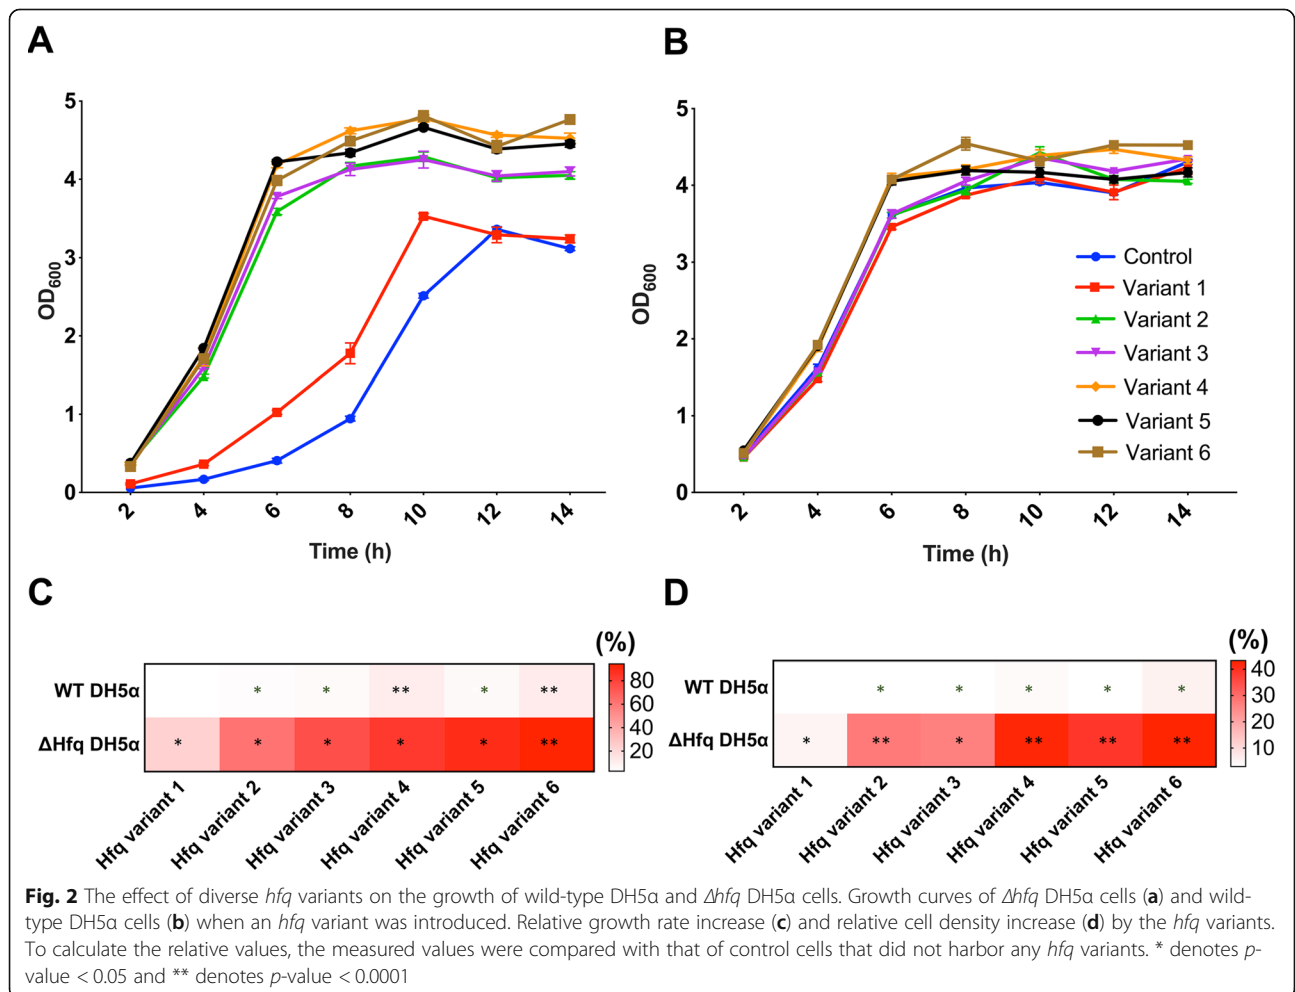 A
B
5
4
3
2
1
0
OD600
2
4
6
8
10
12
14
Time (h)
5
4
3
2
1
0
OD600
2
4
6
8
10
12
14
Time (h)
Control
Variant 1
Variant 2
Variant 3
Variant 4
Variant 5
Variant 6
C
D
(%)
WT DH5α
* * ** * **
ΔHfq DH5α
* * * * * **
80
60
40
20
Hfq variant 1
Hfq variant 2
Hfq variant 3
Hfq variant 4
Hfq variant 5
Hfq variant 6
(%)
WT DH5α
* * * * *
ΔHfq DH5α
* ** * ** ** **
40
30
20
10
Hfq variant 1
Hfq variant 2
Hfq variant 3
Hfq variant 4
Hfq variant 5
Hfq variant 6
Fig. 2 The effect of diverse hfq variants on the growth of wild-type DH5α and Δhfq DH5α cells. Growth curves of Δhfq DH5α cells (a) and wild-
type DH5α cells (b) when an hfq variant was introduced. Relative growth rate increase (c) and relative cell density increase (d) by the hfq variants.
To calculate the relative values, the measured values were compared with that of control cells that did not harbor any hfq variants. * denotes p-
value < 0.05 and ** denotes p-value < 0.0001